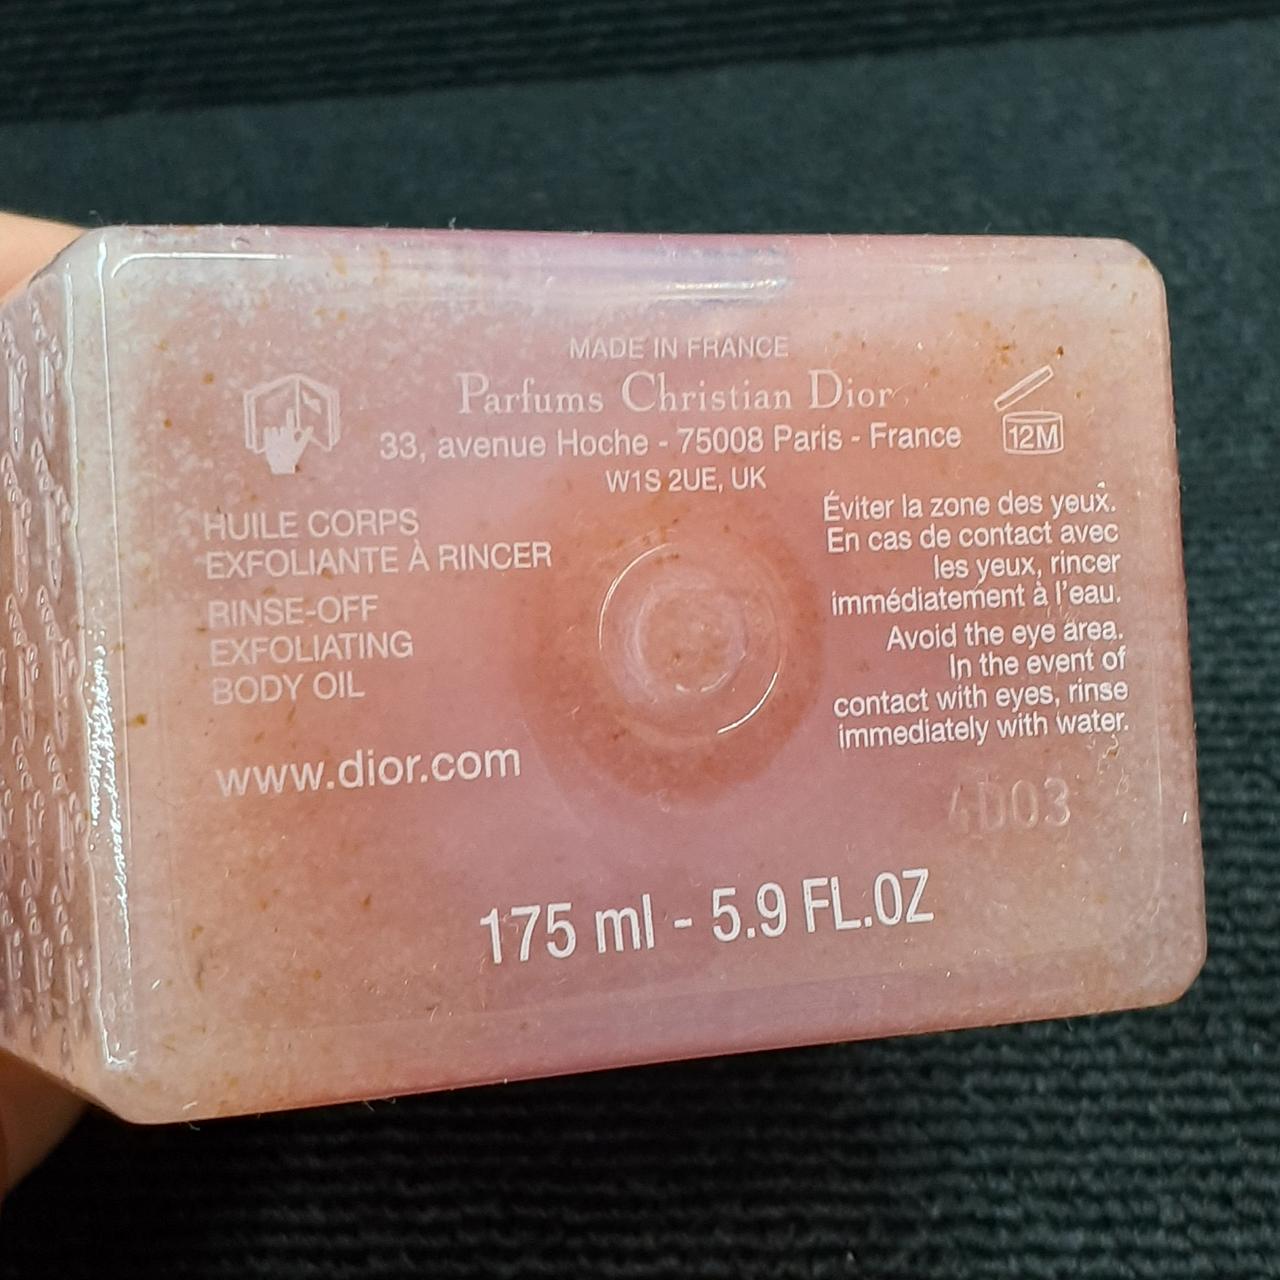 MADE IN FRANCE
Parfums Christian Dior
33, avenue Hoche - 75008 Paris - France
W1S 2UE, UK
12M
HUILE CORPS
EXFOLIANTE À RINCER
RINSE-OFF
EXFOLIATING
BODY OIL
www.dior.com
Éviter la zone des yeux.
En cas de contact avec
les yeux, rincer
immédiatement à l'eau.
Avoid the eye area.
In the event of
contact with eyes, rinse
immediately with water.
4D03
175 ml - 5.9 FL.OZ